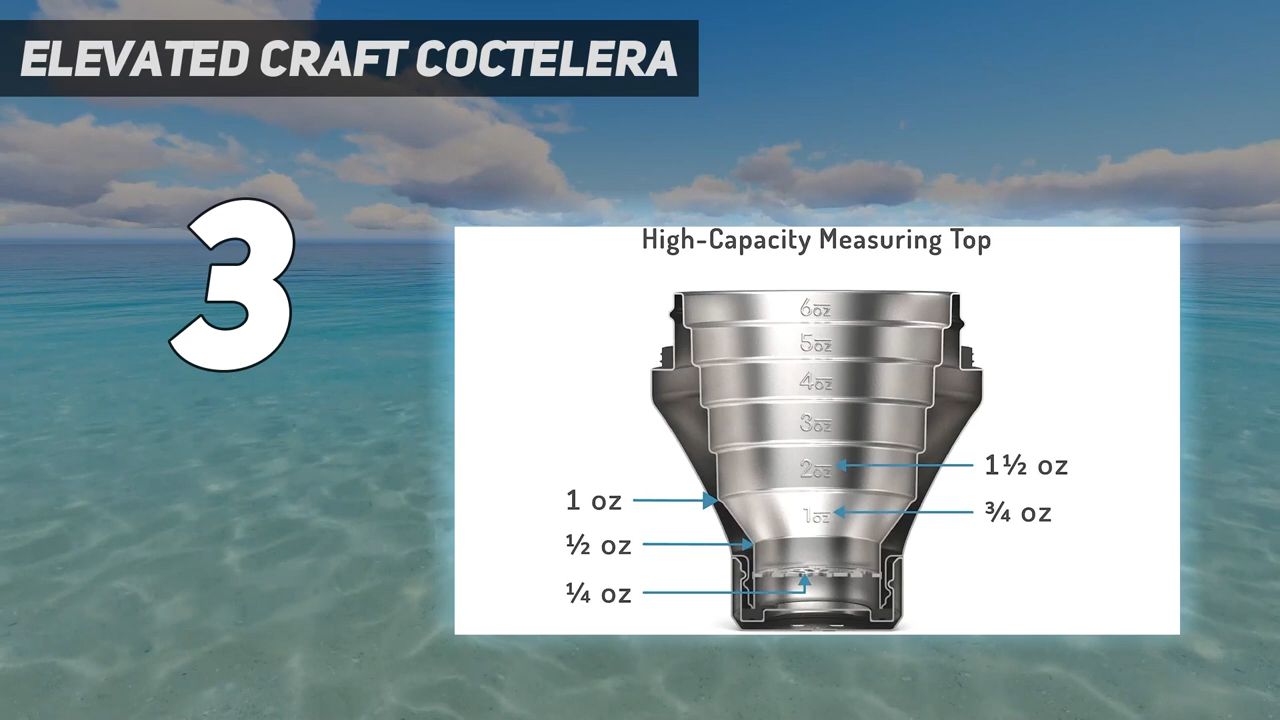 ELEVATED CRAFT COCTELERA
3
High-Capacity Measuring Top
6oz
5oz
4oz
3oz
2oz
1½ oz
1 oz
1oz
¾ oz
½ oz
¼ oz